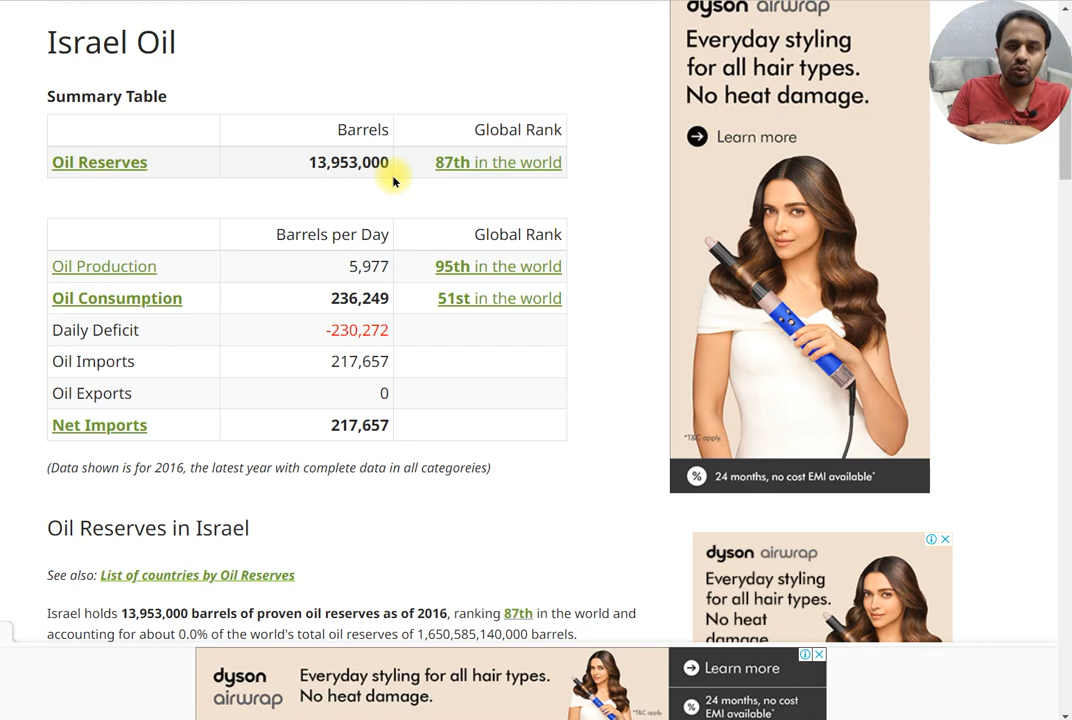 Israel Oil
Summary Table
Barrels Global Rank
Oil Reserves 13,953,000 87th in the world
Barrels per Day Global Rank
Oil Production 5,977 95th in the world
Oil Consumption 236,249 51st in the world
Daily Deficit -230,272
Oil Imports 217,657
Oil Exports 0
Net Imports 217,657
(Data shown is for 2016, the latest year with complete data in all categoreies)
Oil Reserves in Israel
See also: List of countries by Oil Reserves
Israel holds 13,953,000 barrels of proven oil reserves as of 2016, ranking 87th in the world and
accounting for about 0.0% of the world's total oil reserves of 1,650,585,140,000 barrels.
dyson airwrap
Everyday styling
for all hair types.
No heat damage.
Learn more
*T&C apply.
% 24 months, no cost EMI available*
dyson airwrap
Everyday styling
for all hair types.
No heat
damage.
dyson
airwrap
Everyday styling for all hair types.
No heat damage.
*T&C apply.
Learn more
% 24 months, no cost
EMI available*